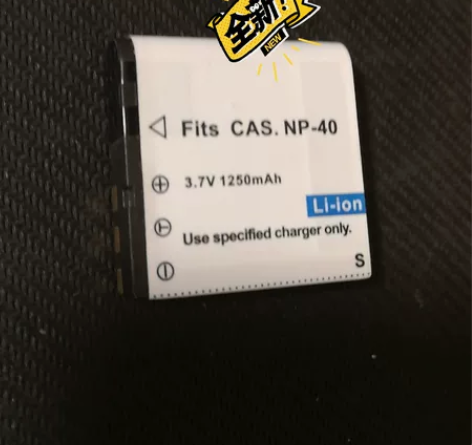 全新!
NEW
Fits CAS. NP-40
3.7V 1250mAh
Li-ion
Use specified charger only.
S